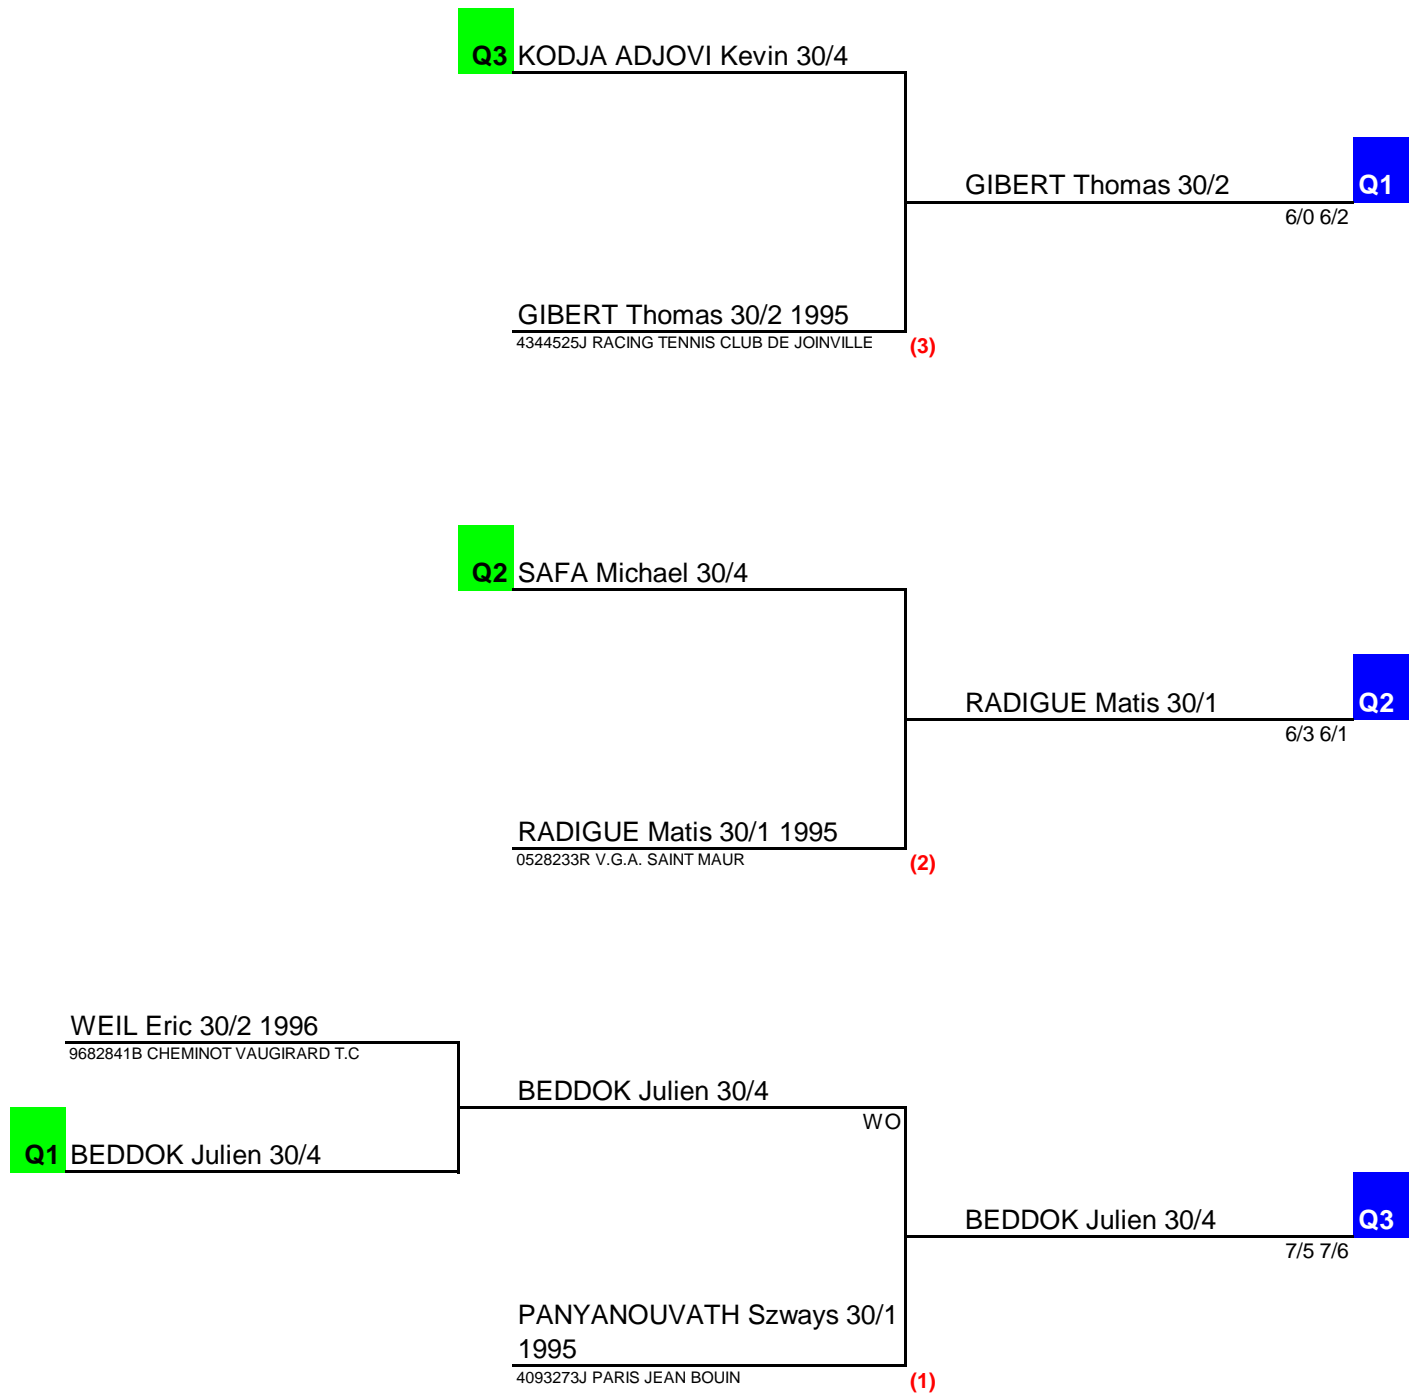 Q3 KODJA ADJOVI Kevin 30/4
GIBERT Thomas 30/2 Q1
6/0 6/2
GIBERT Thomas 30/2 1995
4344525J RACING TENNIS CLUB DE JOINVILLE (3)
Q2 SAFA Michael 30/4
RADIGUE Matis 30/1 Q2
6/3 6/1
RADIGUE Matis 30/1 1995
0528233R V.G.A. SAINT MAUR (2)
WEIL Eric 30/2 1996
9682841B CHEMINOT VAUGIRARD T.C
BEDDOK Julien 30/4
WO
Q1 BEDDOK Julien 30/4
BEDDOK Julien 30/4 Q3
7/5 7/6
PANYANOUVATH Szways 30/1
1995
4093273J PARIS JEAN BOUIN (1)